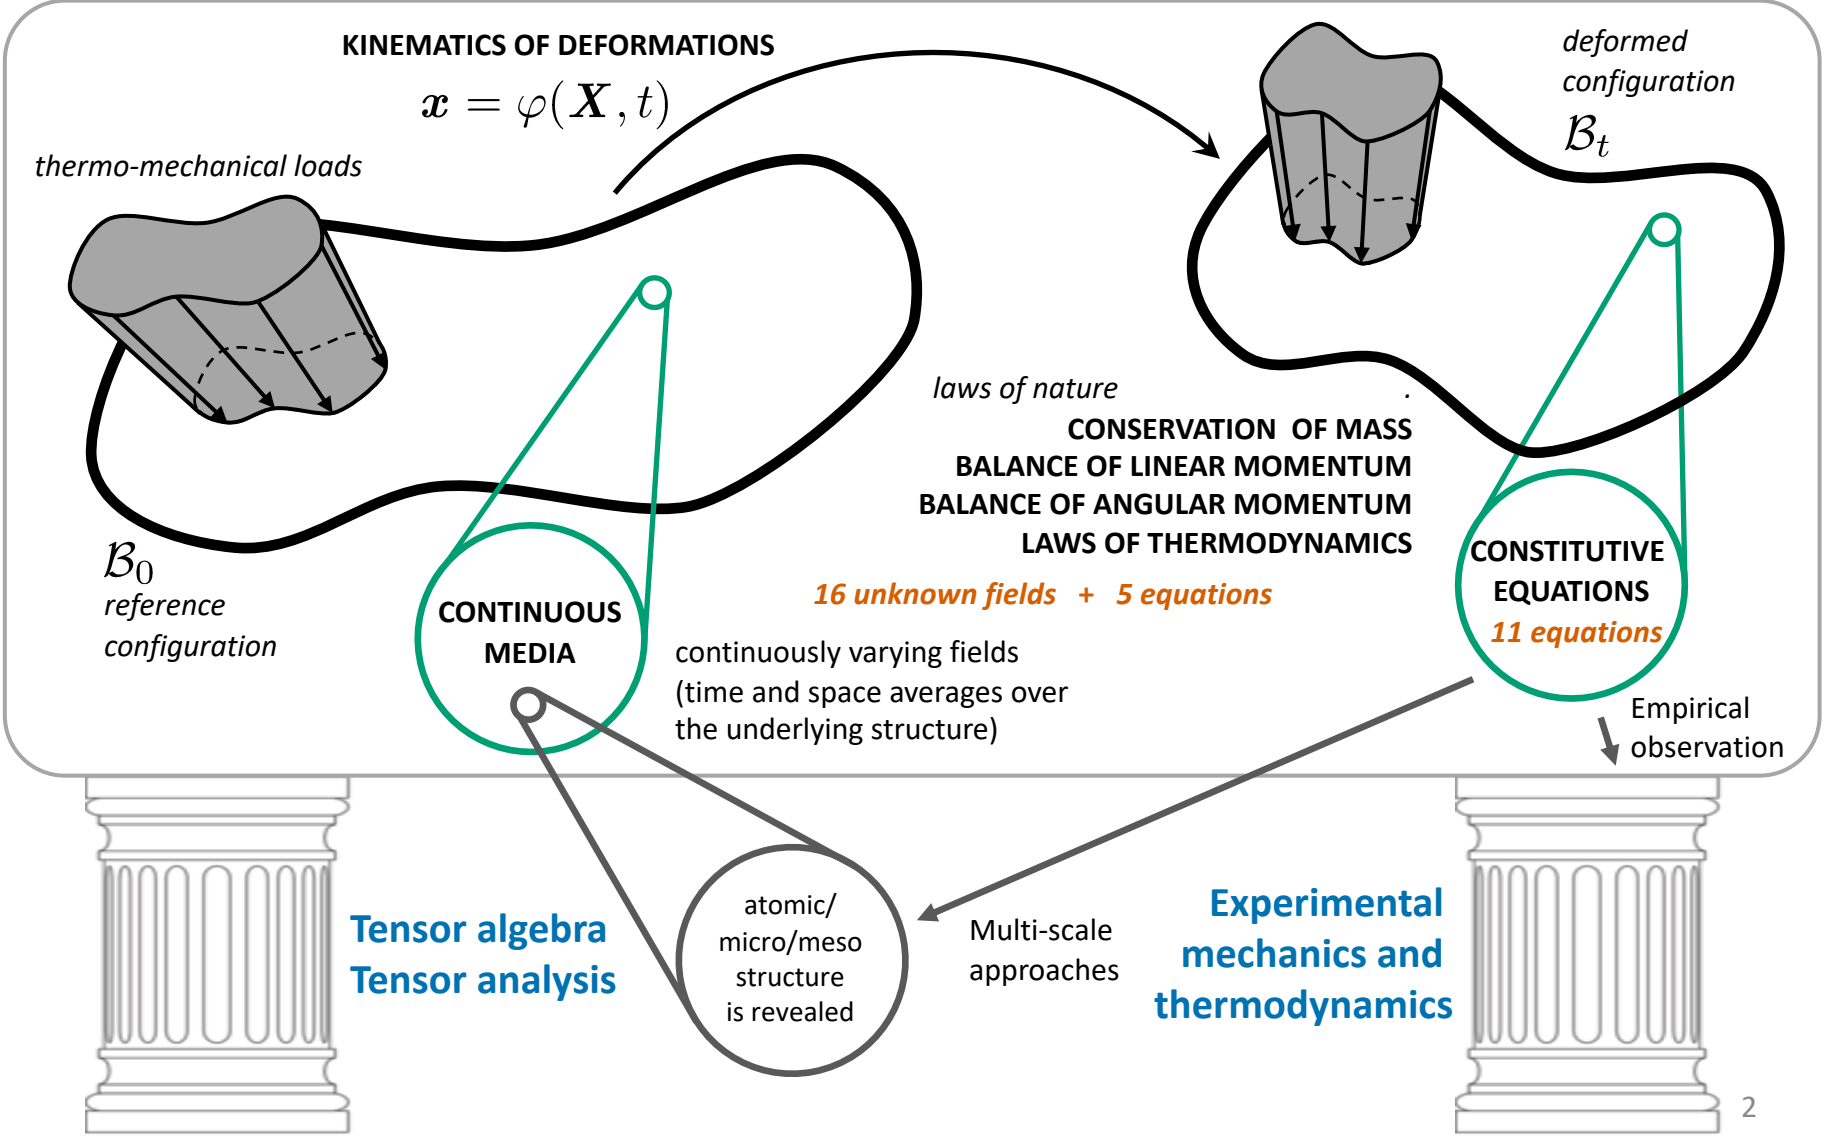 KINEMATICS OF DEFORMATIONS
x = φ(X, t)
thermo-mechanical loads
deformed
configuration
ℬt
laws of nature .
CONSERVATION OF MASS
BALANCE OF LINEAR MOMENTUM
BALANCE OF ANGULAR MOMENTUM
LAWS OF THERMODYNAMICS
16 unknown fields + 5 equations
ℬ0
reference
configuration
CONTINUOUS
MEDIA
continuously varying fields
(time and space averages over
the underlying structure)
CONSTITUTIVE
EQUATIONS
11 equations
Empirical
observation
Tensor algebra
Tensor analysis
atomic/
micro/meso
structure
is revealed
Multi-scale
approaches
Experimental
mechanics and
thermodynamics
2